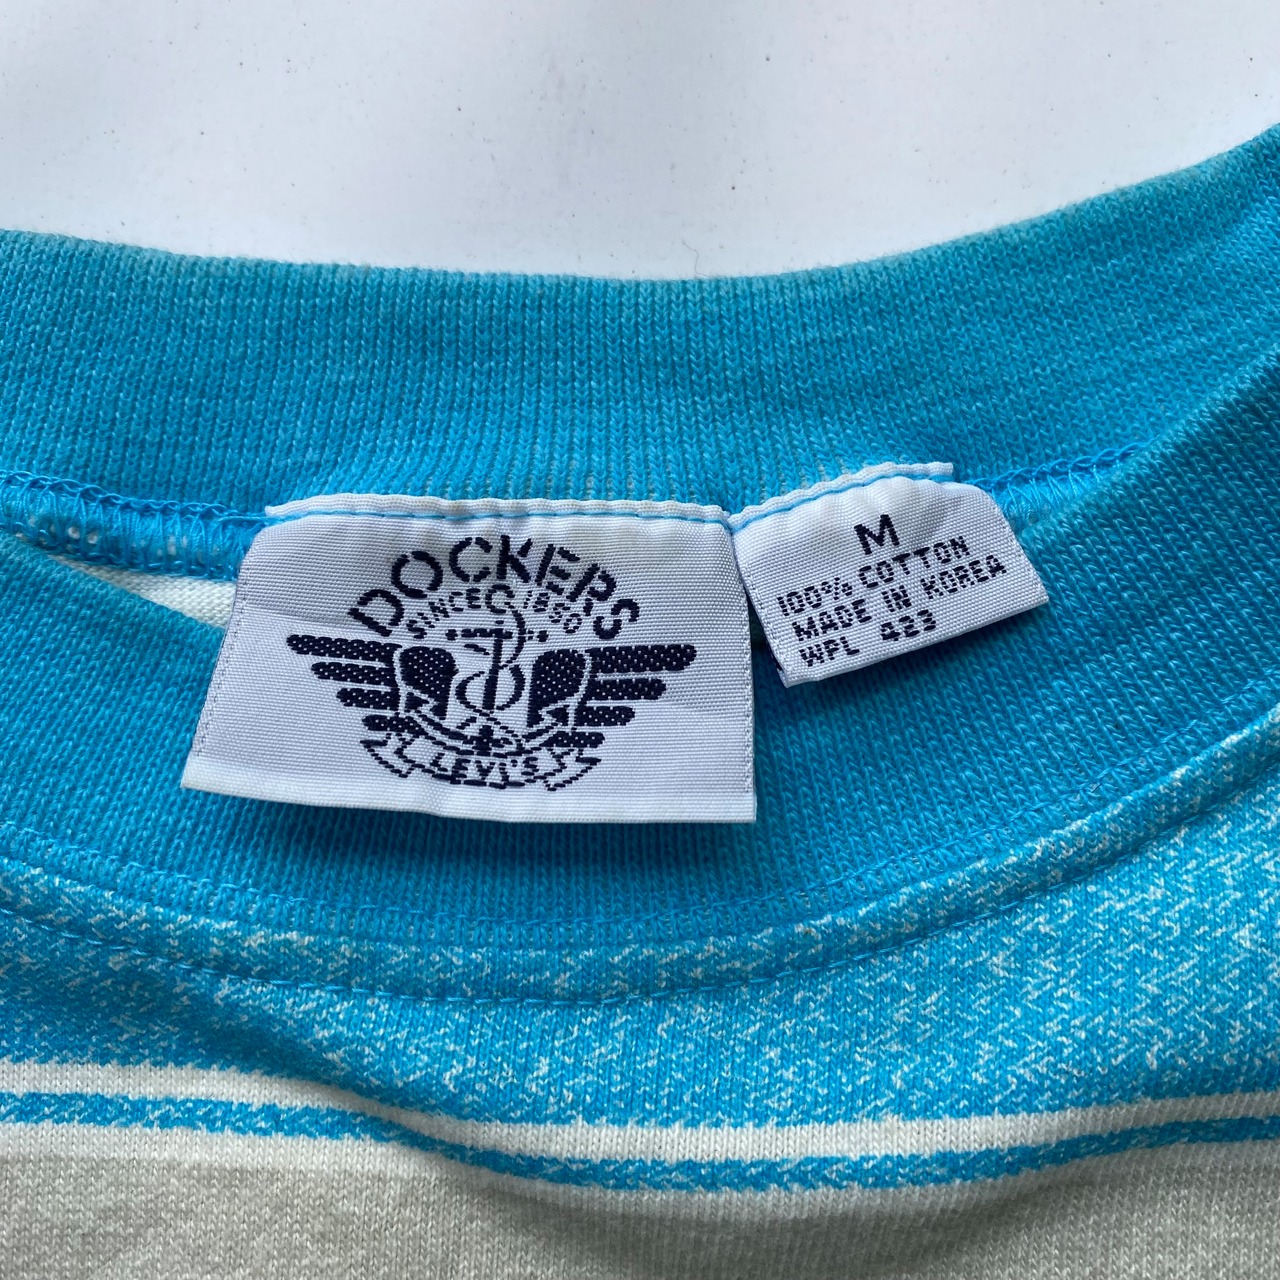 DOCKERS
SINCE 1850
LEVI'S
M
100% COTTON
MADE IN KOREA
WPL 423